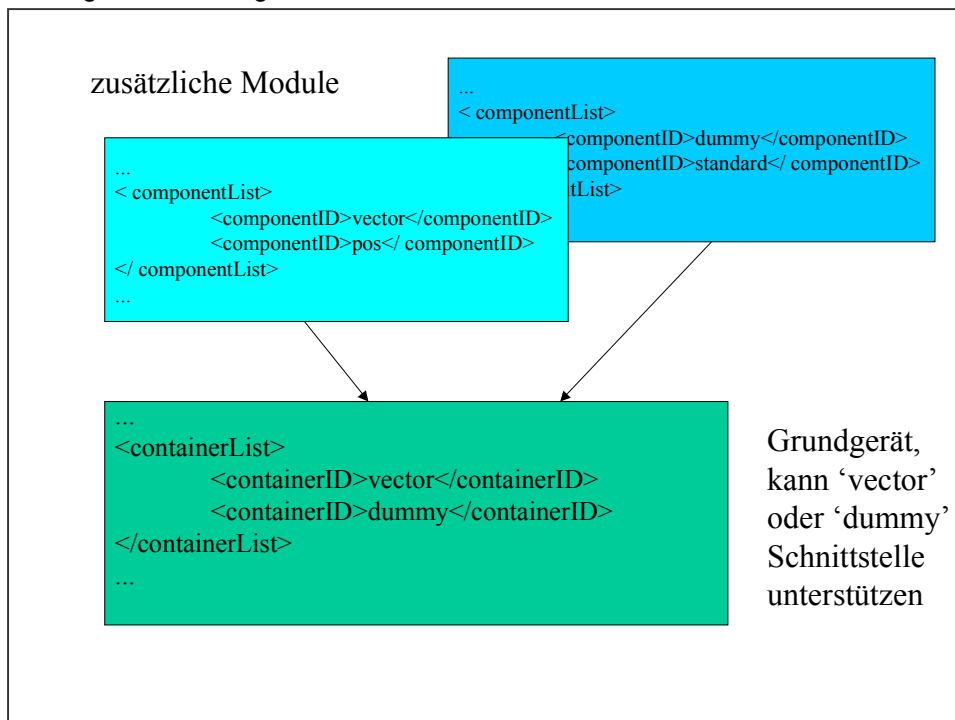 zusätzliche Module
...
< componentList>
<componentID>dummy</componentID>
componentID>standard</ componentID>
ntList>
...
< componentList>
<componentID>vector</componentID>
<componentID>pos</ componentID>
</ componentList>
...
...
<containerList>
<containerID>vector</containerID>
<containerID>dummy</containerID>
</containerList>
...
Grundgerät,
kann ‘vector’
oder ‘dummy’
Schnittstelle
unterstützen